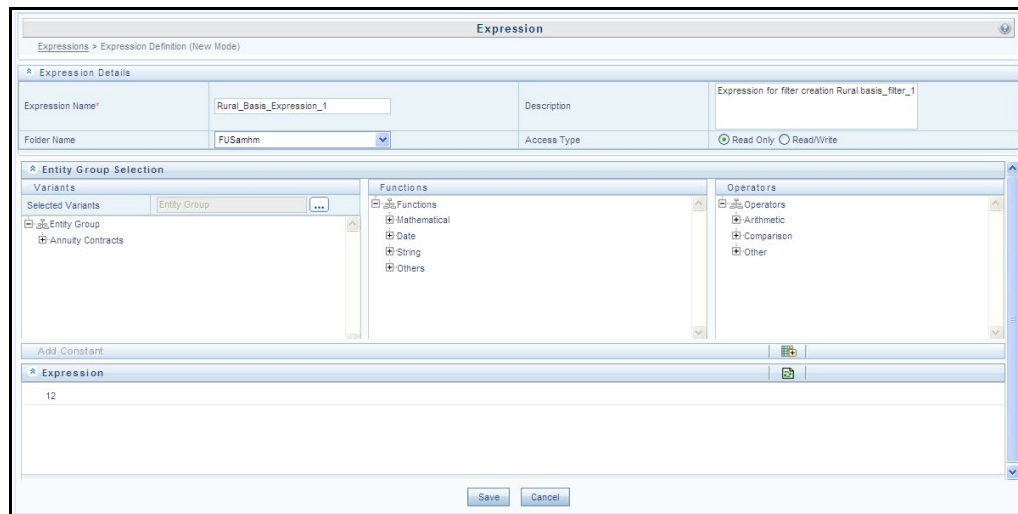 Expression
Expressions > Expression Definition (New Mode)
Expression Details
Expression Name* Rural_Basis_Expression_1 Description Expression for filter creation Rural basis_filter_1
Folder Name FUSamhm Access Type Read Only Read/Write
Entity Group Selection
Variants Functions Operators
Selected Variants Entity Group ... Functions Operators
Entity Group Mathematical Arithmetic
Annuity Contracts Date Comparison
String Other
Others
Add Constant
Expression
12
Save Cancel